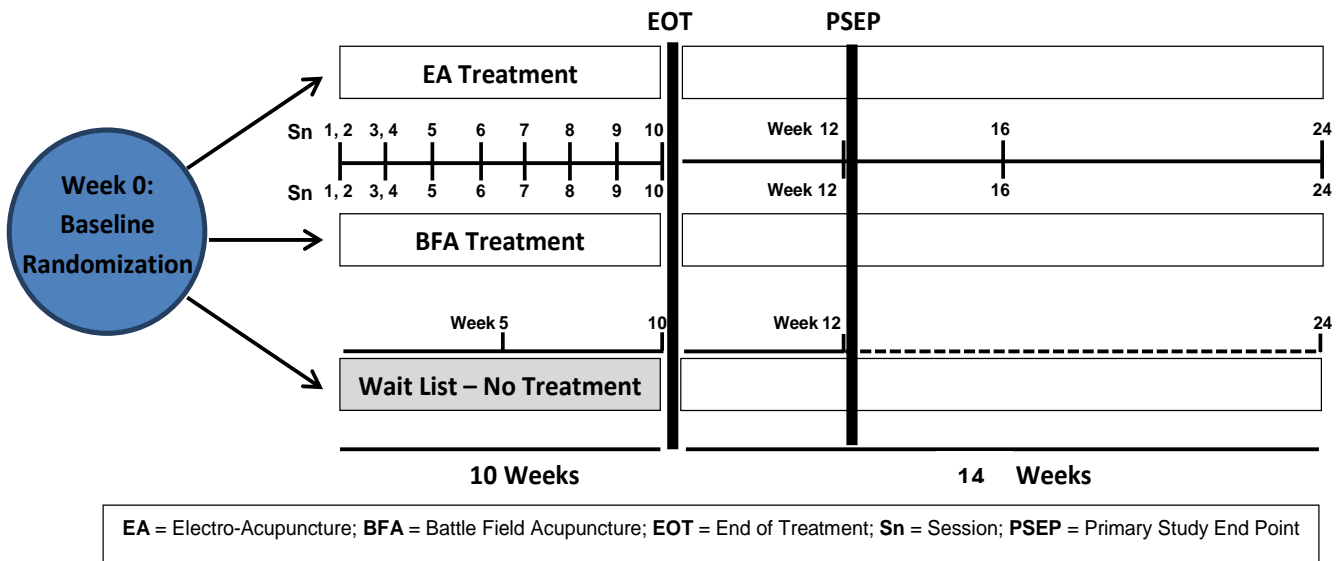 EOT PSEP
EA Treatment
Sn 1, 2 3, 4 5 6 7 8 9 10 Week 12 16 24
Week 0:
Baseline
Randomization
Sn 1, 2 3, 4 5 6 7 8 9 10 Week 12 16 24
BFA Treatment
Week 5 10 Week 12 24
Wait List – No Treatment
10 Weeks 14 Weeks
EA = Electro-Acupuncture; BFA = Battle Field Acupuncture; EOT = End of Treatment; Sn = Session; PSEP = Primary Study End Point